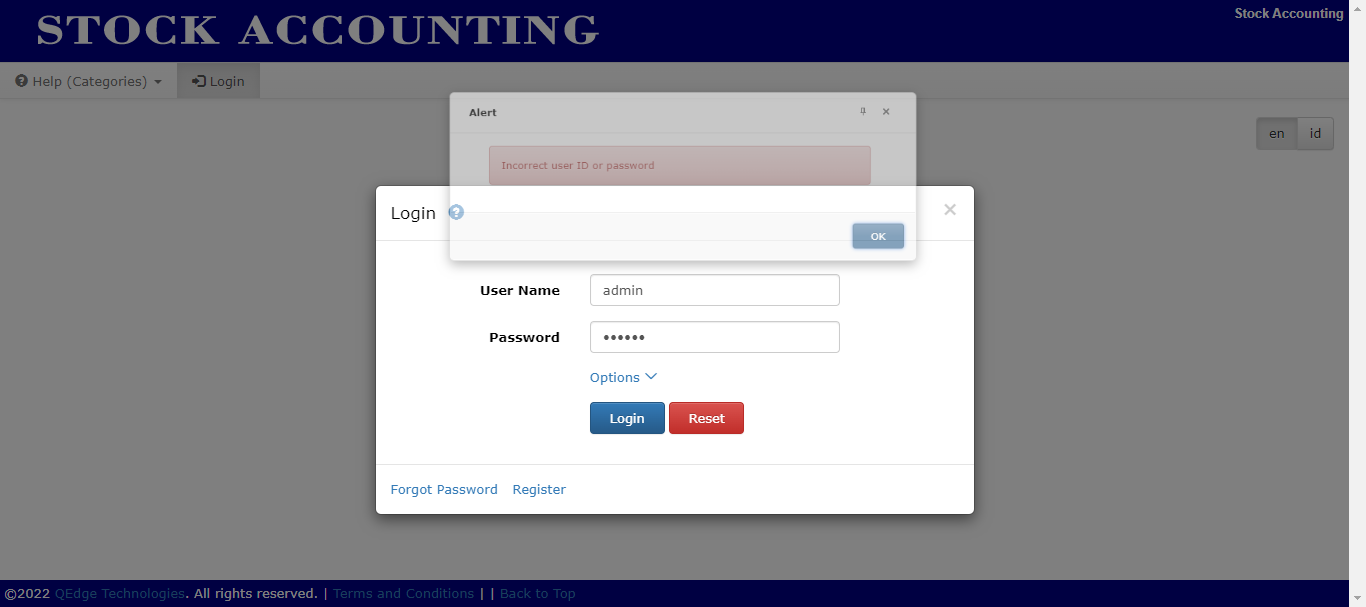 STOCK ACCOUNTING
Stock Accounting
Help (Categories)
Login
Alert
Incorrect user ID or password
en id
Login
OK
User Name admin
Password ••••••
Options
Login Reset
Forgot Password Register
©2022 QEdge Technologies. All rights reserved. | Terms and Conditions | | Back to Top